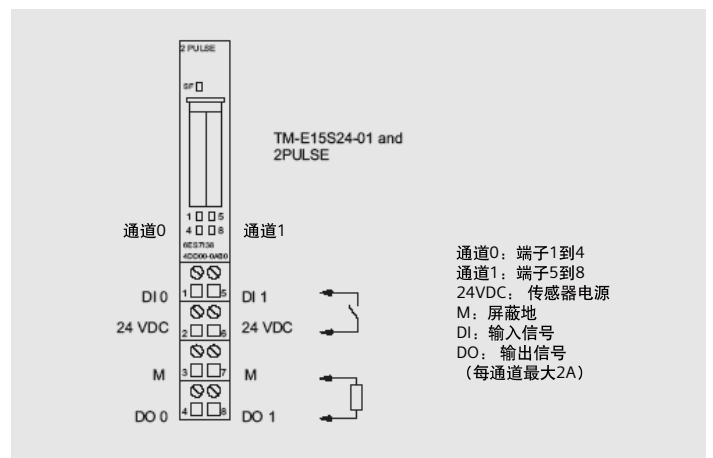 2 PULSE
SF
TM-E15S24-01 and
2PULSE
1 5
通道0 4 8 通道1
6ES7138
4DD00-0AB0
DI 0 1 5 DI 1
24 VDC 2 6 24 VDC
M 3 7 M
DO 0 4 8 DO 1
通道0：端子1到4
通道1：端子5到8
24VDC： 传感器电源
M：屏蔽地
DI：输入信号
DO： 输出信号
（每通道最大2A）